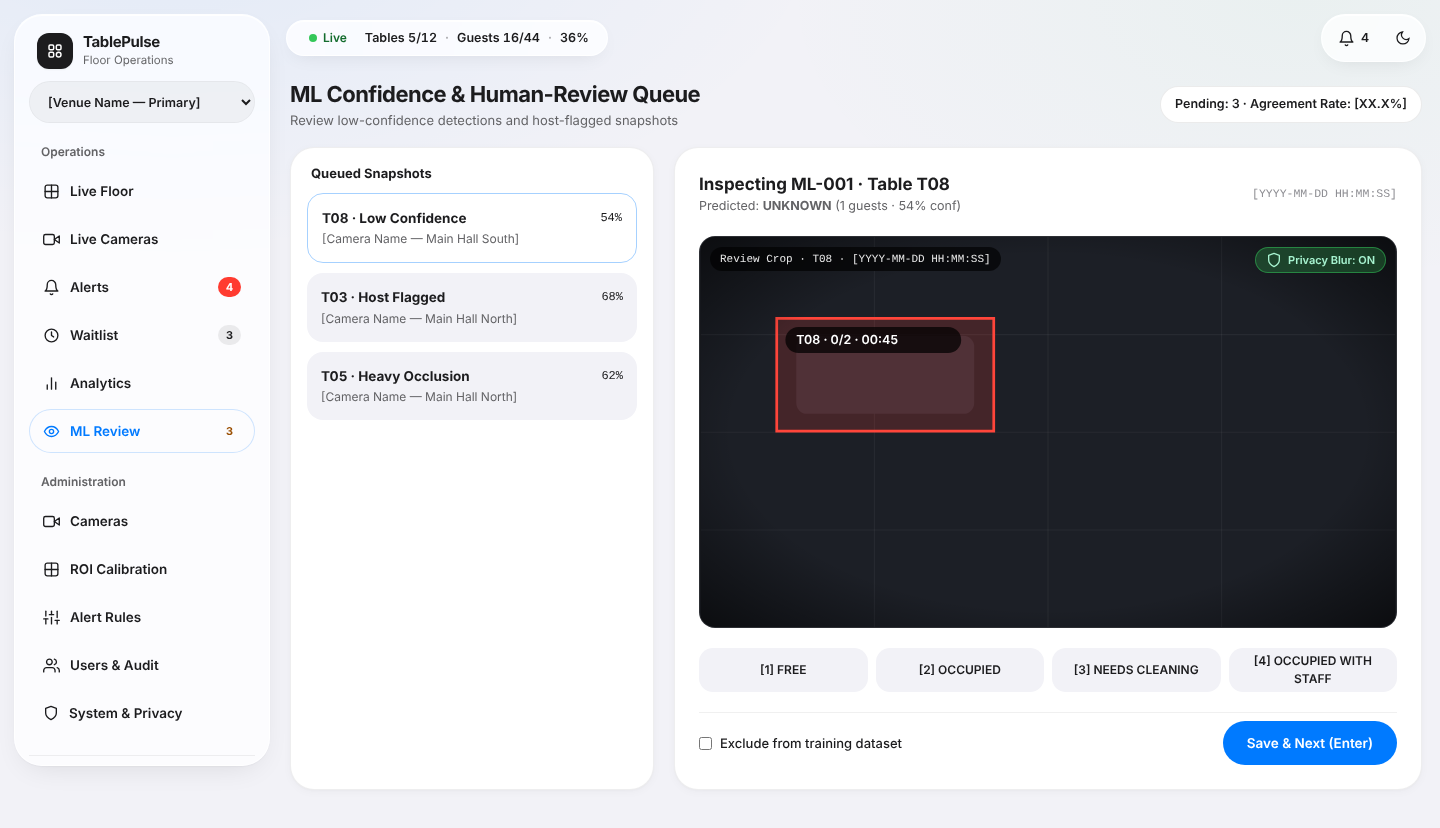 TablePulse
Floor Operations
[Venue Name — Primary]
Operations
Live Floor
Live Cameras
Alerts 4
Waitlist 3
Analytics
ML Review 3
Administration
Cameras
ROI Calibration
Alert Rules
Users & Audit
System & Privacy
Live Tables 5/12 · Guests 16/44 · 36%
4
ML Confidence & Human-Review Queue
Review low-confidence detections and host-flagged snapshots
Pending: 3 · Agreement Rate: [XX.X%]
Queued Snapshots
T08 · Low Confidence 54%
[Camera Name — Main Hall South]
T03 · Host Flagged 68%
[Camera Name — Main Hall North]
T05 · Heavy Occlusion 62%
[Camera Name — Main Hall North]
Inspecting ML-001 · Table T08
Predicted: UNKNOWN (1 guests · 54% conf)
[YYYY-MM-DD HH:MM:SS]
Review Crop · T08 · [YYYY-MM-DD HH:MM:SS]
Privacy Blur: ON
T08 · 0/2 · 00:45
[1] FREE
[2] OCCUPIED
[3] NEEDS CLEANING
[4] OCCUPIED WITH
STAFF
Exclude from training dataset
Save & Next (Enter)